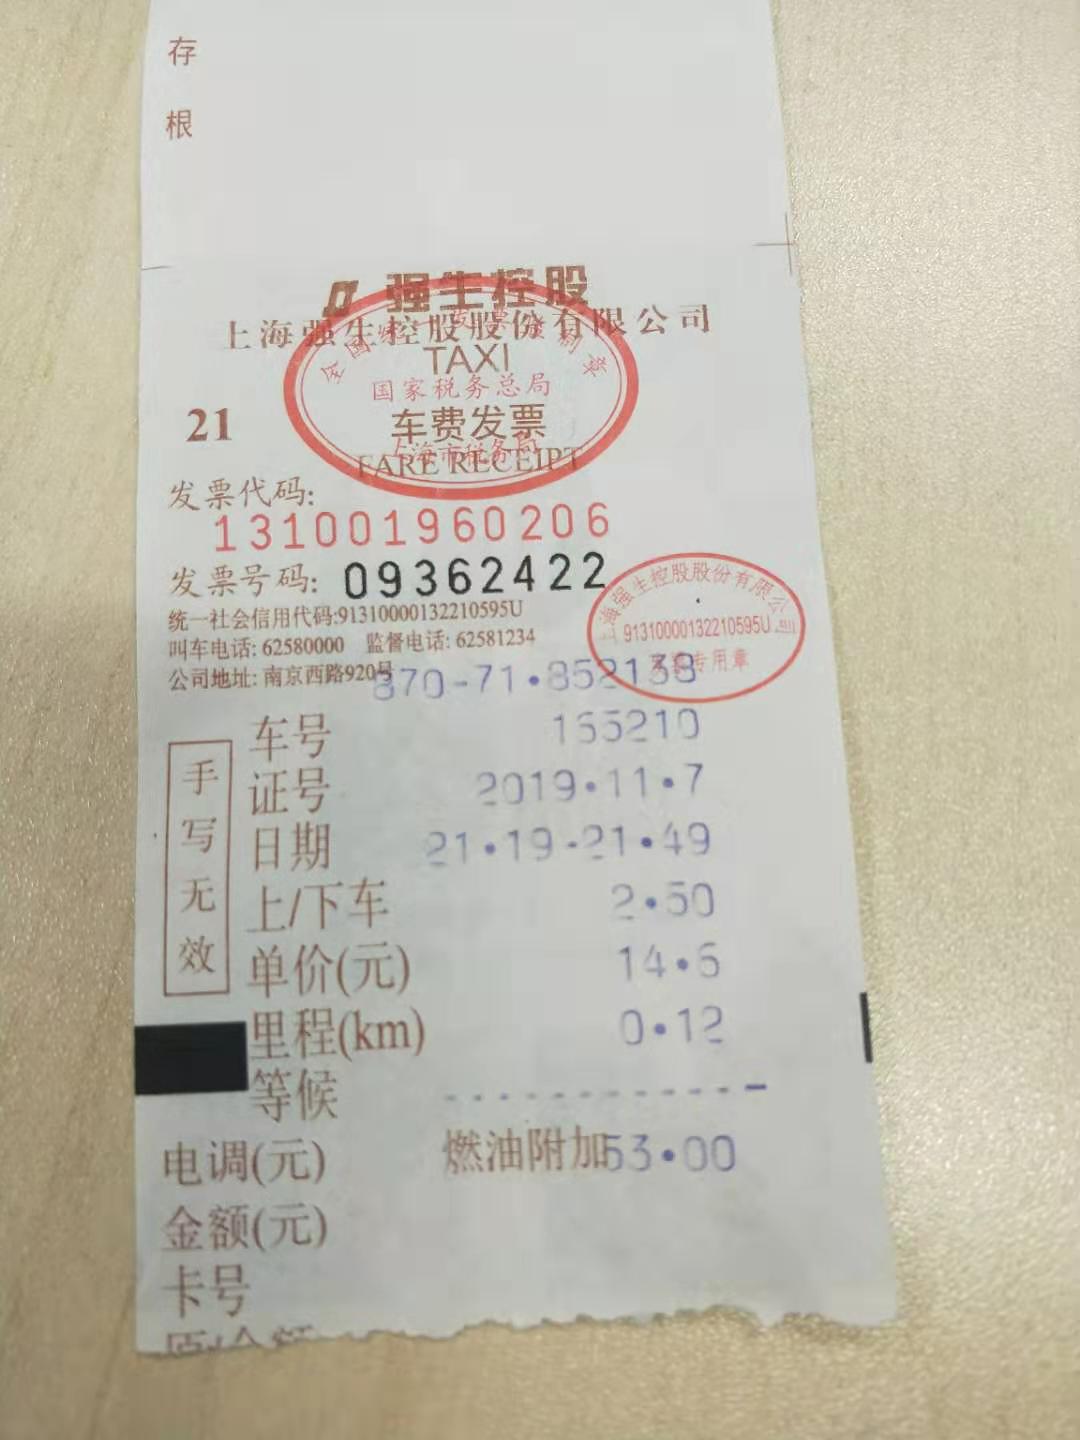 存
根
强生控股
上海强生控股股份有限公司
全国统一发票监制章
TAXI
国家税务总局
21
车费发票
上海市税务局
FARE RECEIPT
发票代码:
131001960206
发票号码: 09362422
统一社会信用代码:91310000132210595U
叫车电话: 62580000 监督电话: 62581234
公司地址: 南京西路920号
上海强生控股股份有限公司
91310000132210595U
发票专用章
870-71·852138
手写无效
车号 155210
证号 2019·11·7
日期 21·19-21·49
上/下车 2·50
单价(元) 14·6
里程(km) 0·12
等候 ------------
电调(元) 燃油附加 53·00
金额(元)
卡号